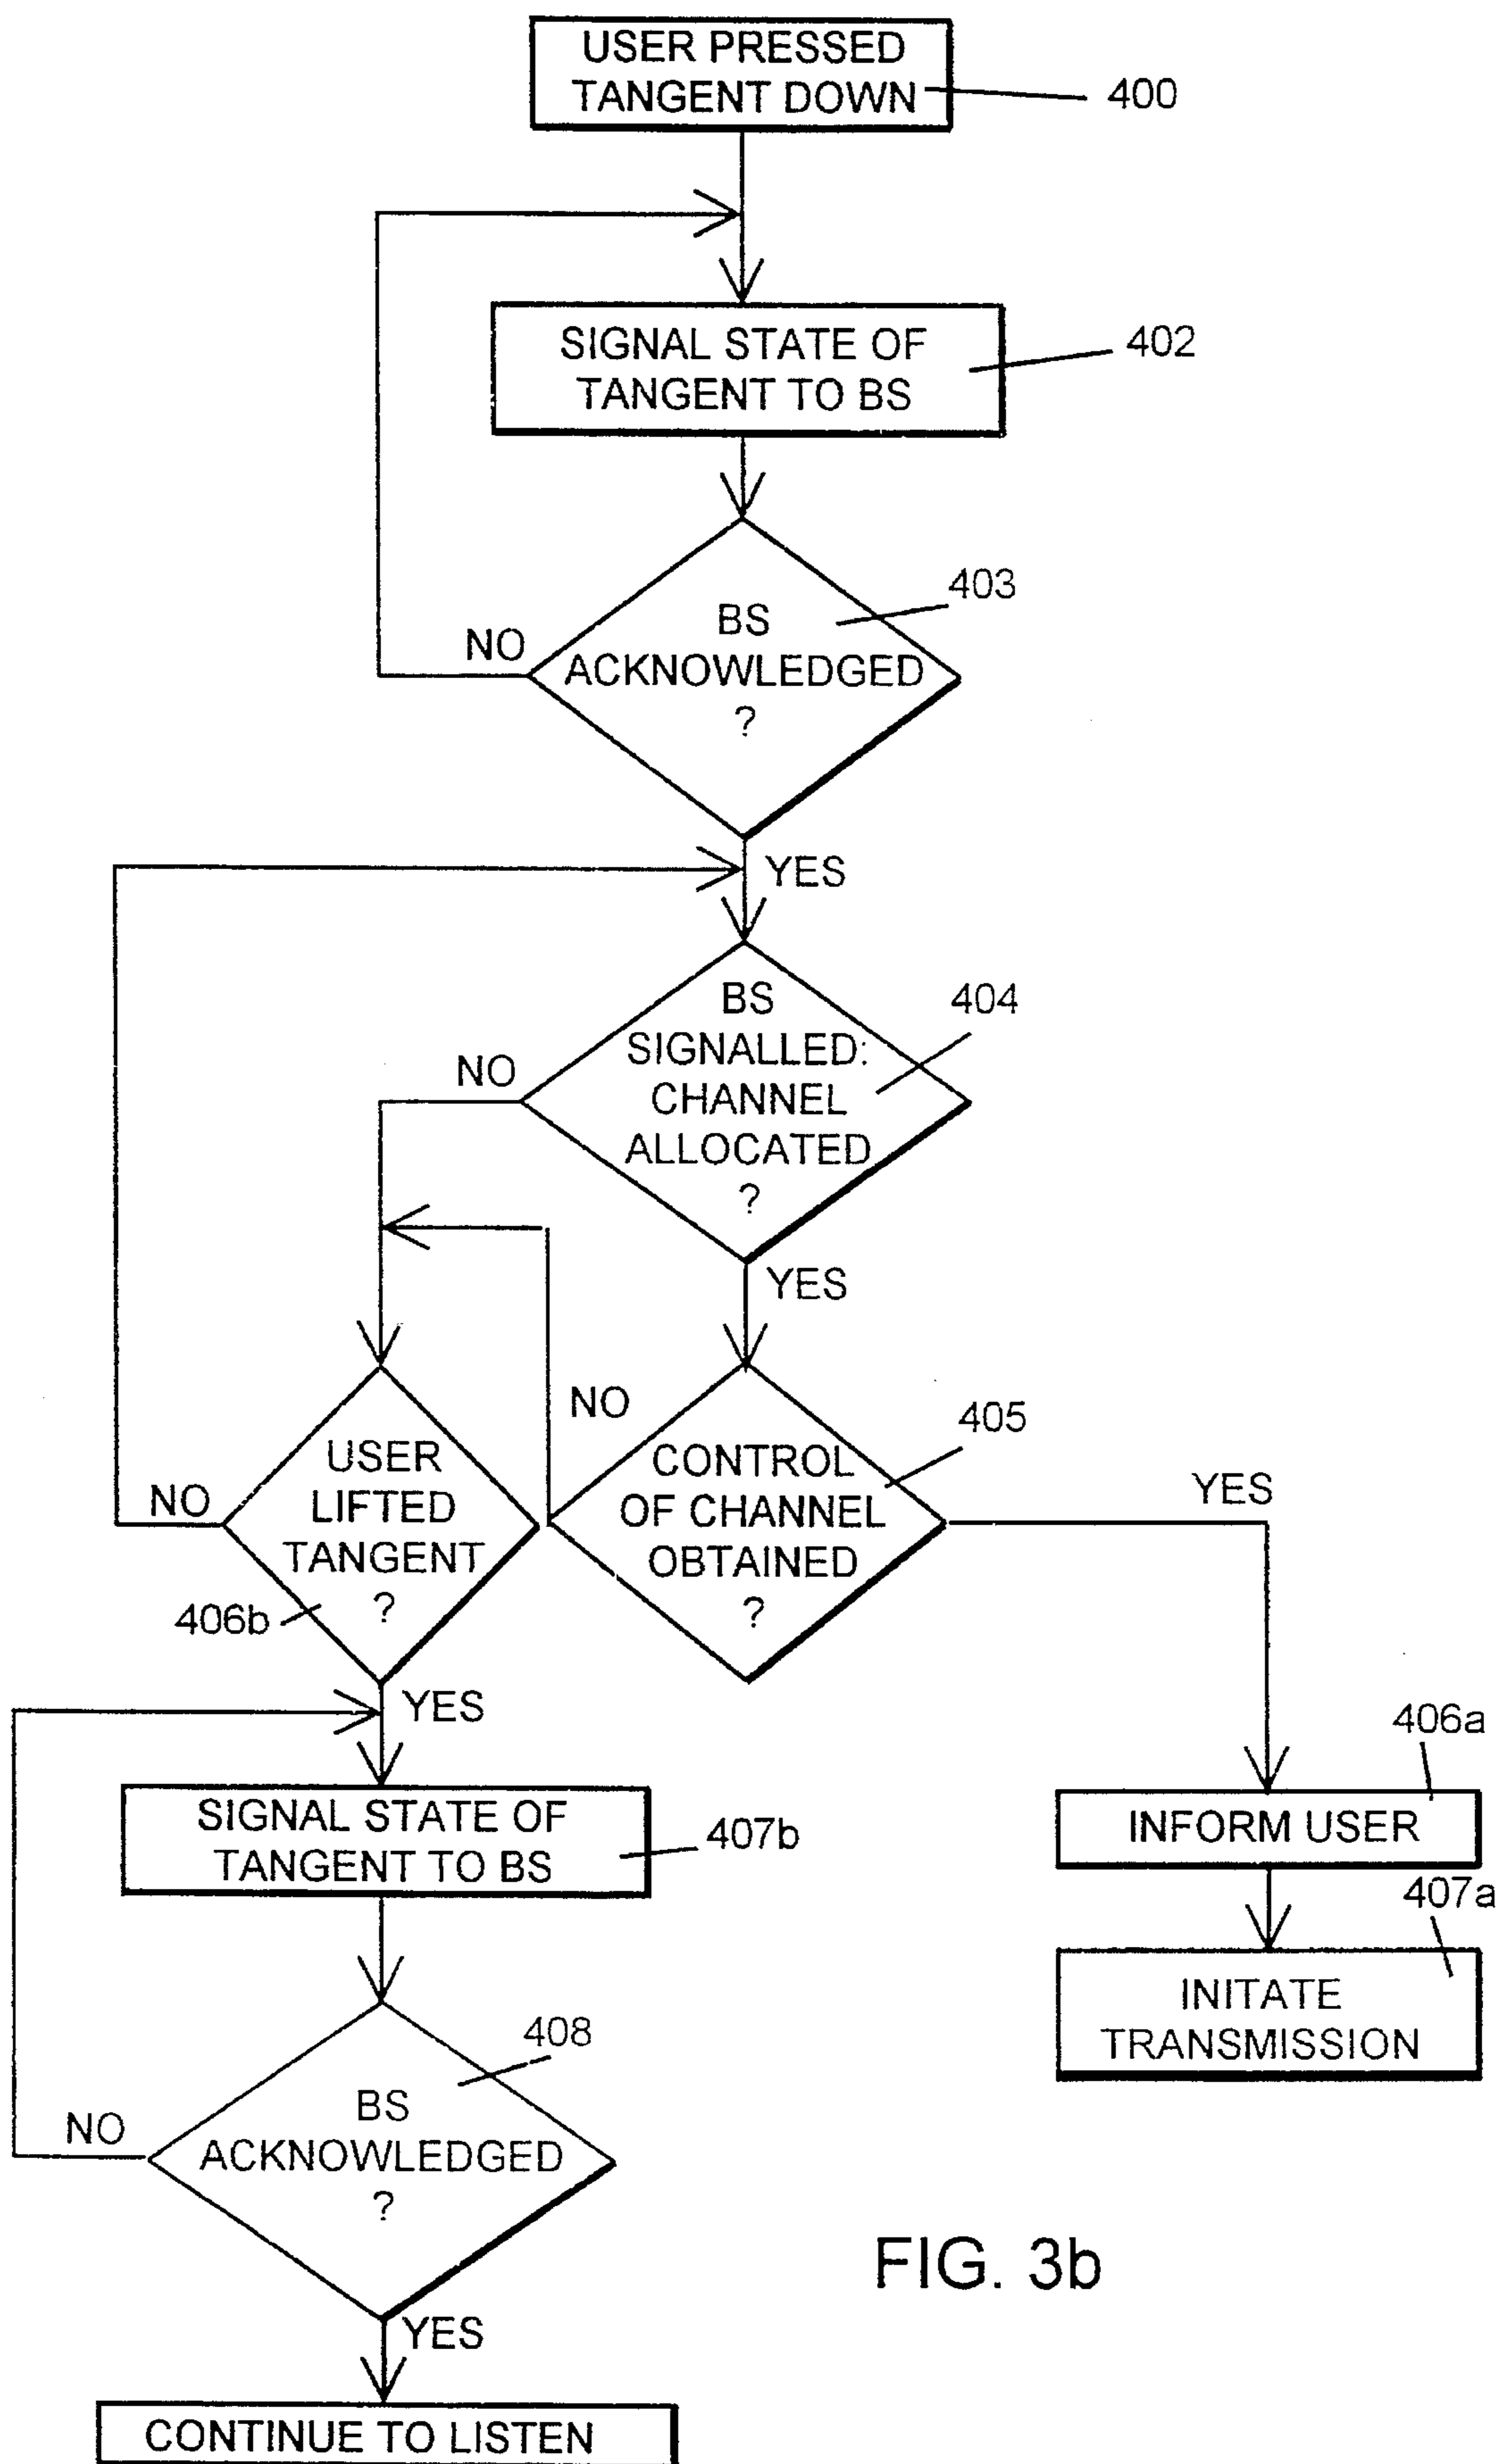 USER PRESSED
TANGENT DOWN
400
SIGNAL STATE OF
TANGENT TO BS
402
403
BS
ACKNOWLEDGED
?
NO
YES
404
BS
SIGNALLED:
CHANNEL
ALLOCATED
?
NO
YES
405
NO
CONTROL
OF CHANNEL
OBTAINED
?
YES
USER
LIFTED
TANGENT
?
NO
406b
YES
406a
INFORM USER
SIGNAL STATE OF
TANGENT TO BS
407b
407a
INITATE
TRANSMISSION
408
BS
ACKNOWLEDGED
?
NO
YES
FIG. 3b
CONTINUE TO LISTEN